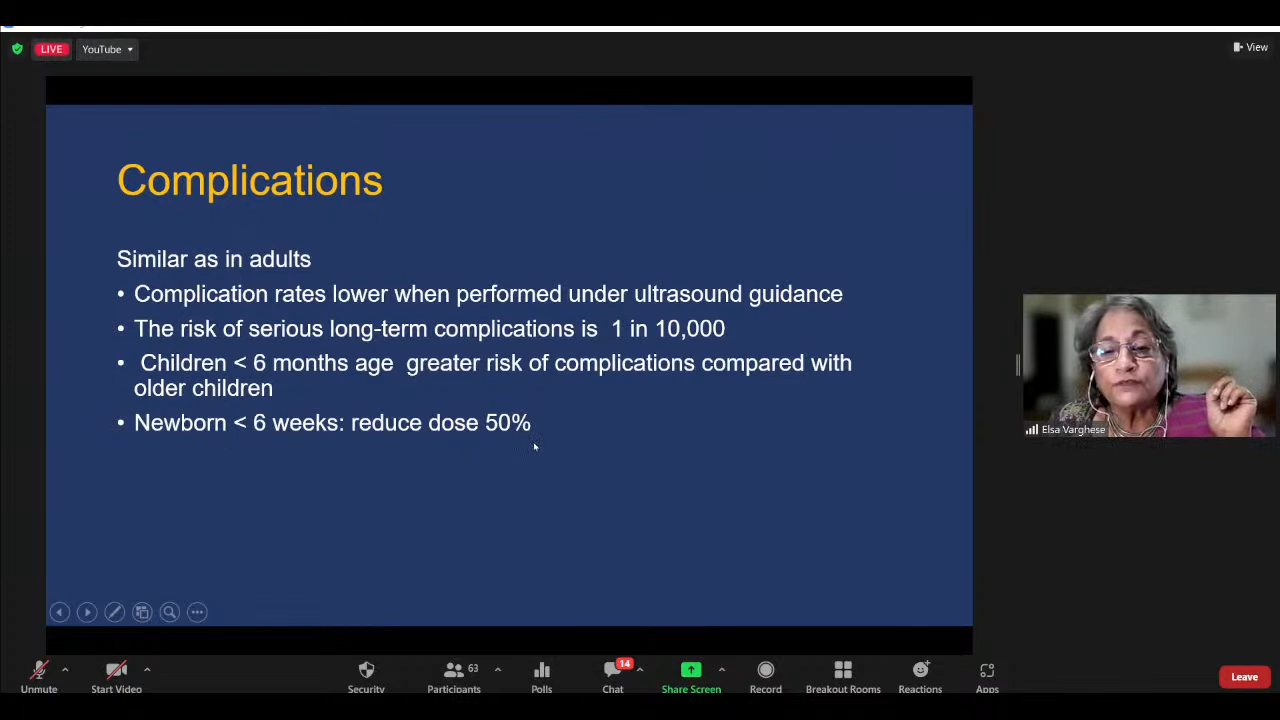 LIVE
YouTube
View
Complications
Similar as in adults
• Complication rates lower when performed under ultrasound guidance
• The risk of serious long-term complications is 1 in 10,000
• Children < 6 months age greater risk of complications compared with
older children
• Newborn < 6 weeks: reduce dose 50%
Elsa Varghese
63
14
Unmute
Start Video
Security
Participants
Polls
Chat
Share Screen
Record
Breakout Rooms
Reactions
Apps
Leave